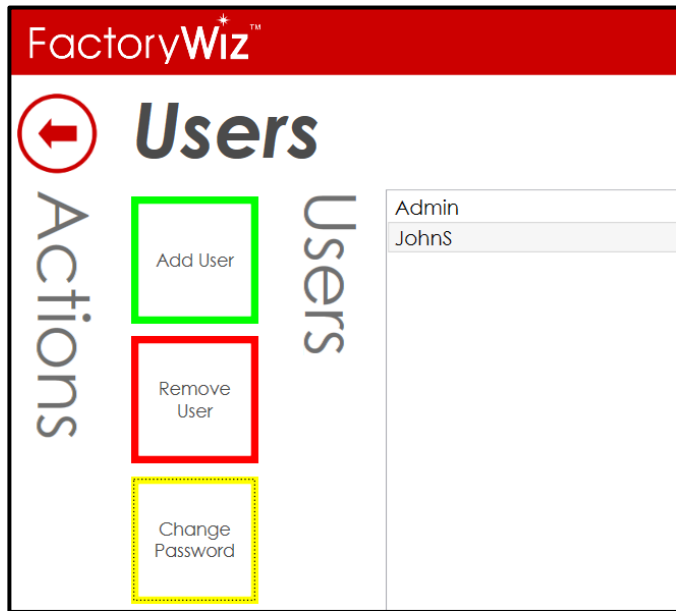 FactoryWiz™
Users
Actions
Add User
Remove
User
Change
Password
Users
Admin
JohnS